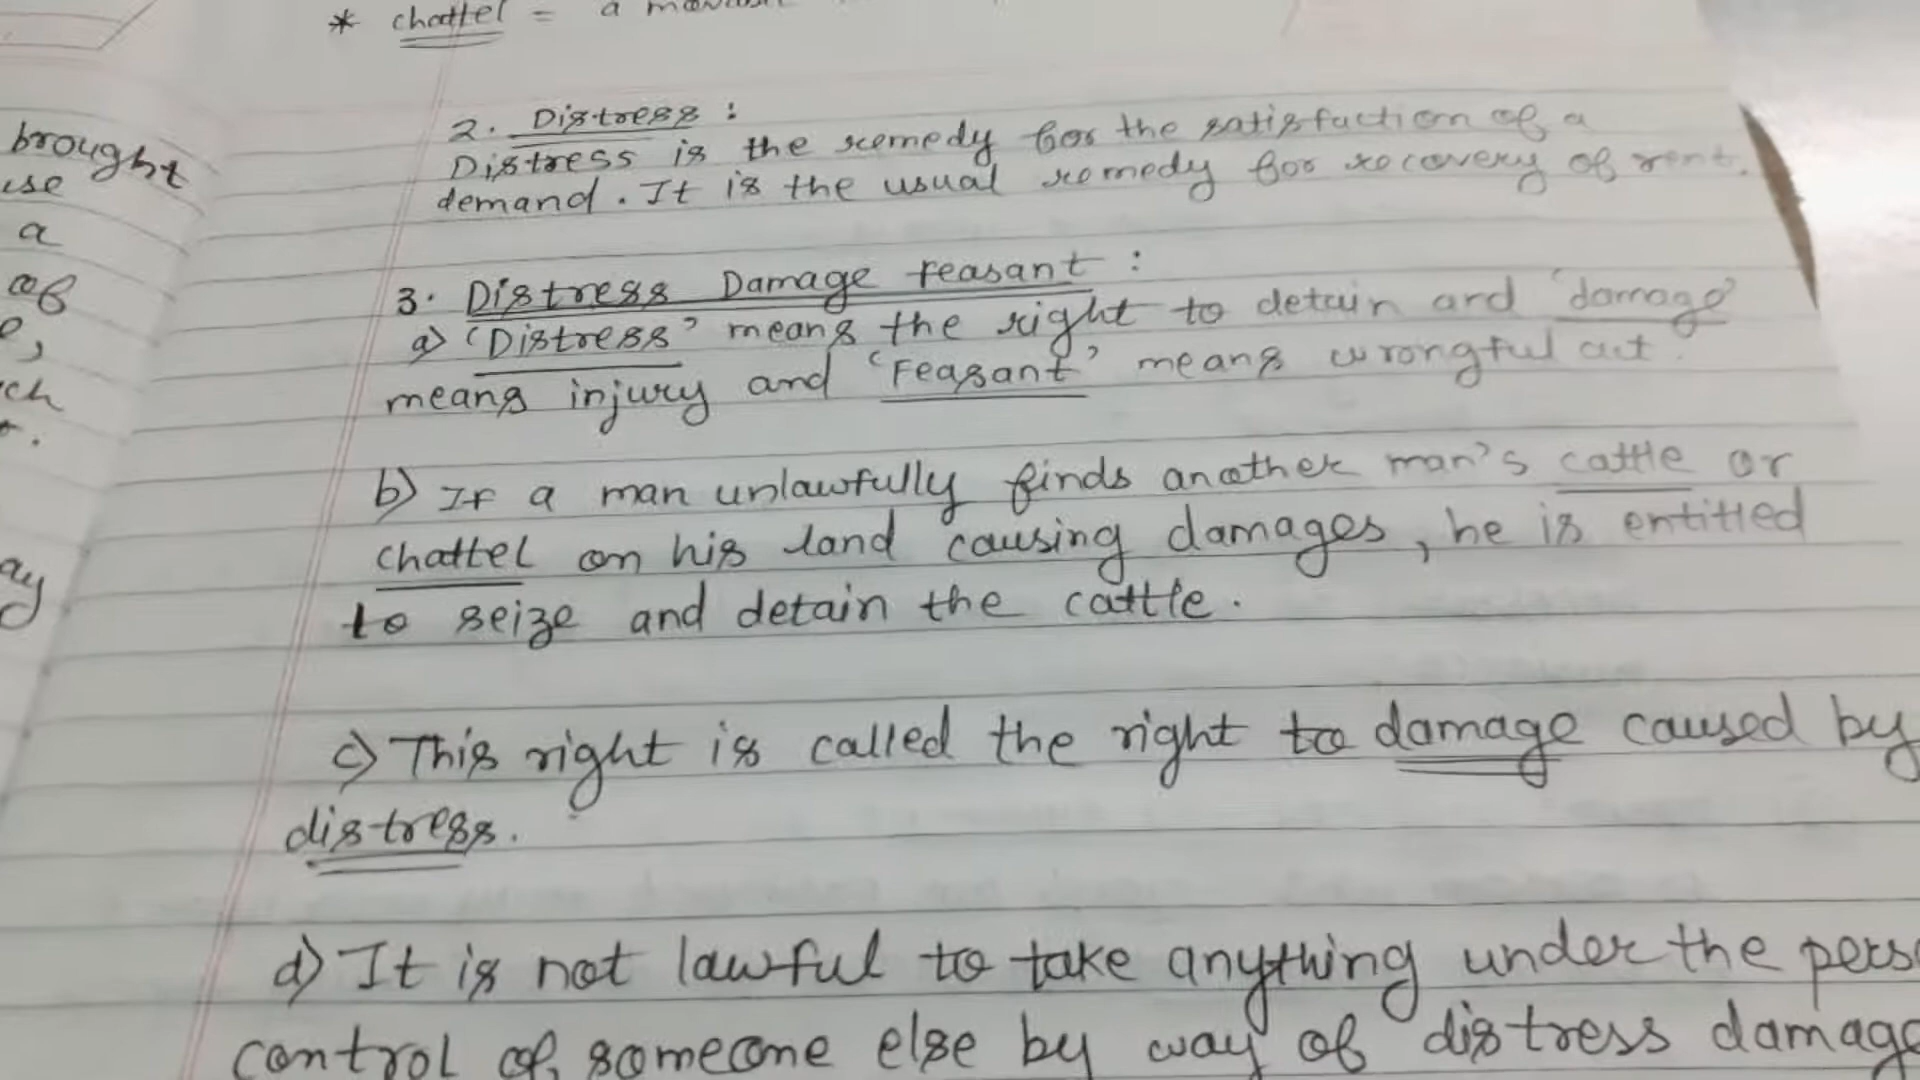 * chattel = a
brought
use
a
of
e,
ch
ay
2. Distress :
Distress is the remedy for the satisfaction of a
demand. It is the usual remedy for recovery of rent.
3. Distress Damage feasant :
a) 'Distress' means the right to detain and 'damage'
means injury and 'Feasant' means wrongful act.
b) If a man unlawfully finds another man's cattle or
chattel on his land causing damages, he is entitled
to seize and detain the cattle.
c) This right is called the right to damage caused by
distress.
d) It is not lawful to take anything under the pers
control of someone else by way of distress damage